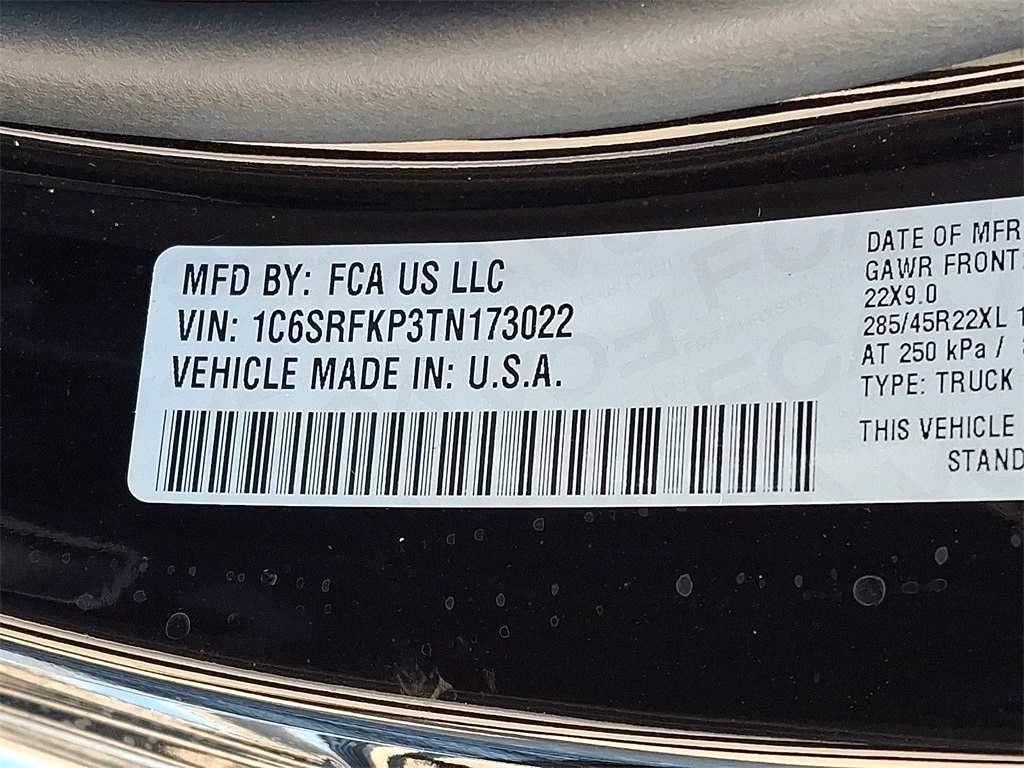 MFD BY: FCA US LLC
VIN: 1C6SRFKP3TN173022
VEHICLE MADE IN: U.S.A.
DATE OF MFR
GAWR FRONT:
22X9.0
285/45R22XL 1
AT 250 kPa /
TYPE: TRUCK
THIS VEHICLE
STAND